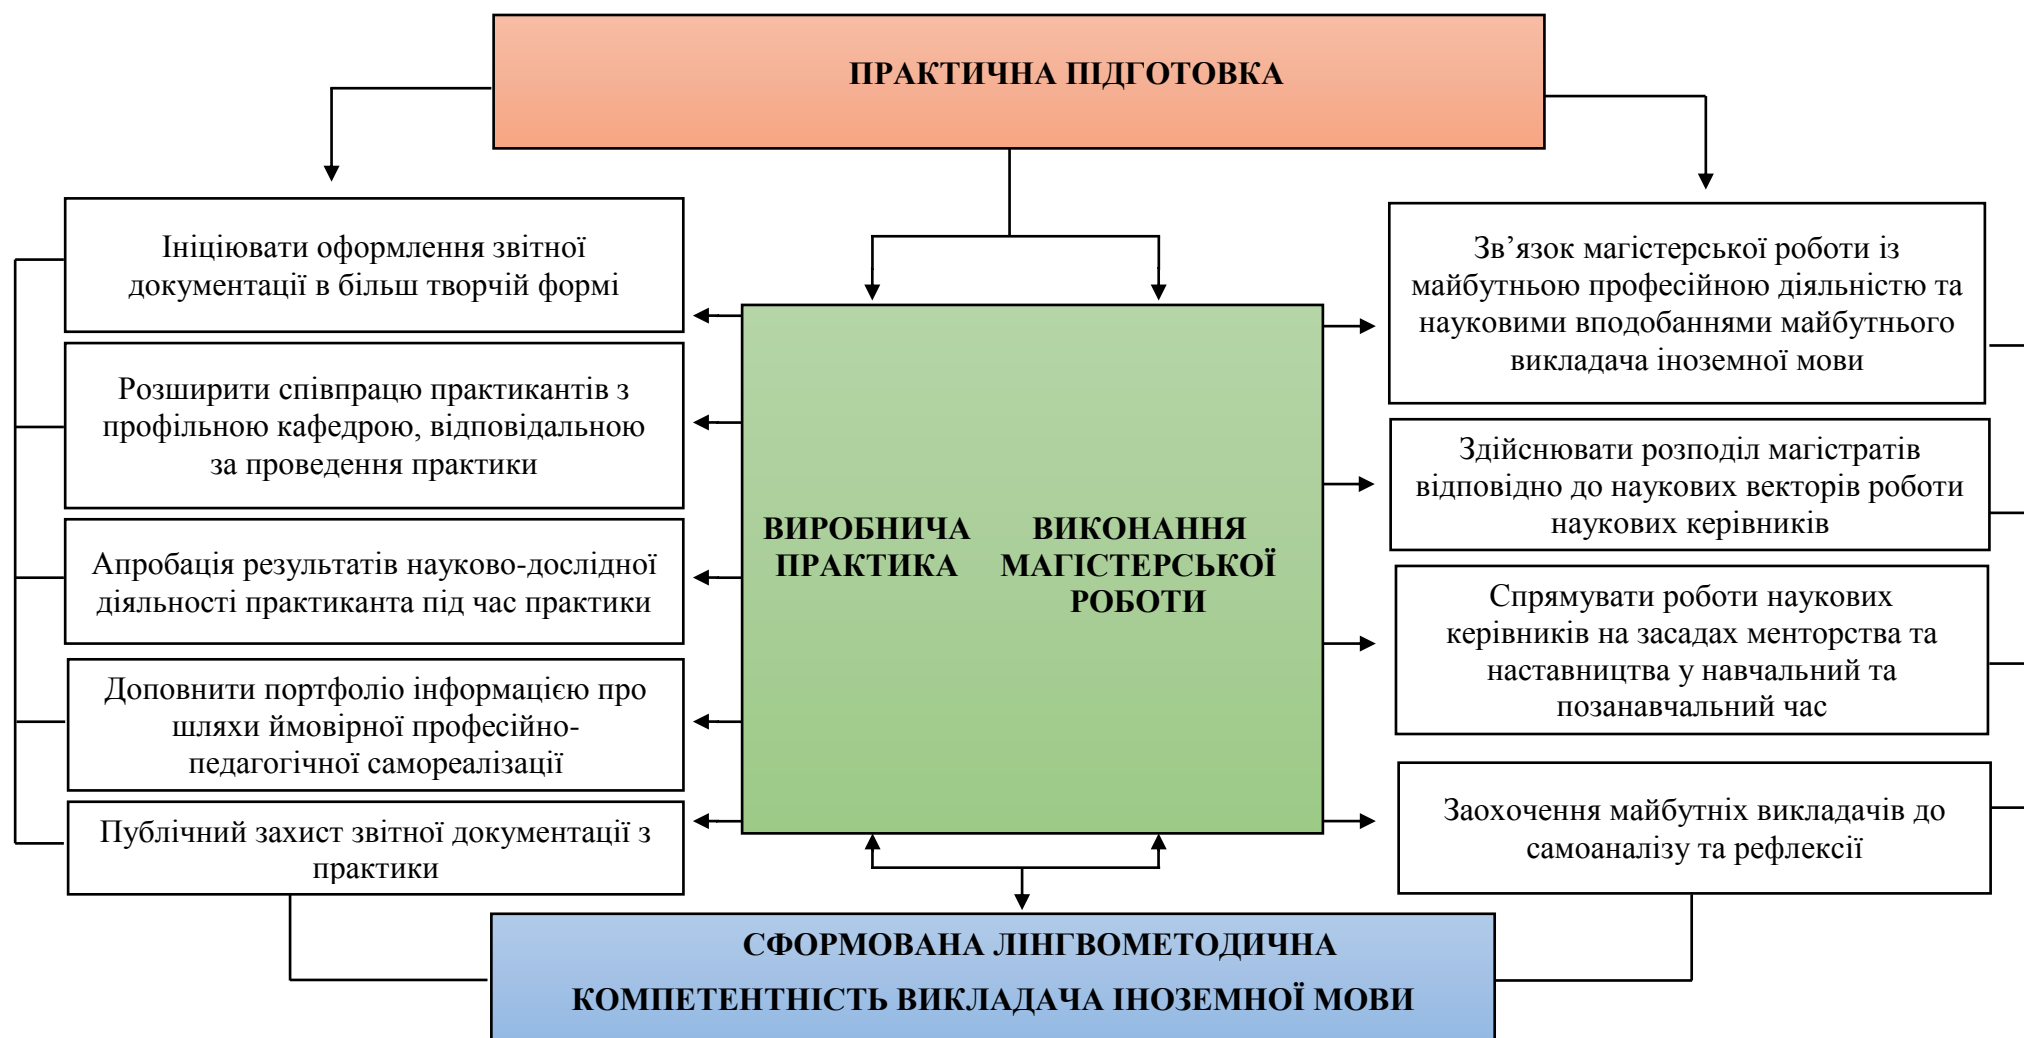 ПРАКТИЧНА ПІДГОТОВКА
Ініціювати оформлення звітної
документації в більш творчій формі
Розширити співпрацю практикантів з
профільною кафедрою, відповідальною
за проведення практики
Апробація результатів науково-дослідної
діяльності практиканта під час практики
Доповнити портфоліо інформацією про
шляхи ймовірної професійно-
педагогічної самореалізації
Публічний захист звітної документації з
практики
ВИРОБНИЧА
ПРАКТИКА
ВИКОНАННЯ
МАГІСТЕРСЬКОЇ
РОБОТИ
Зв’язок магістерської роботи із
майбутньою професійною діяльністю та
науковими вподобаннями майбутнього
викладача іноземної мови
Здійснювати розподіл магістратів
відповідно до наукових векторів роботи
наукових керівників
Спрямувати роботи наукових
керівників на засадах менторства та
наставництва у навчальний та
позанавчальний час
Заохочення майбутніх викладачів до
самоаналізу та рефлексії
СФОРМОВАНА ЛІНГВОМЕТОДИЧНА
КОМПЕТЕНТНІСТЬ ВИКЛАДАЧА ІНОЗЕМНОЇ МОВИ